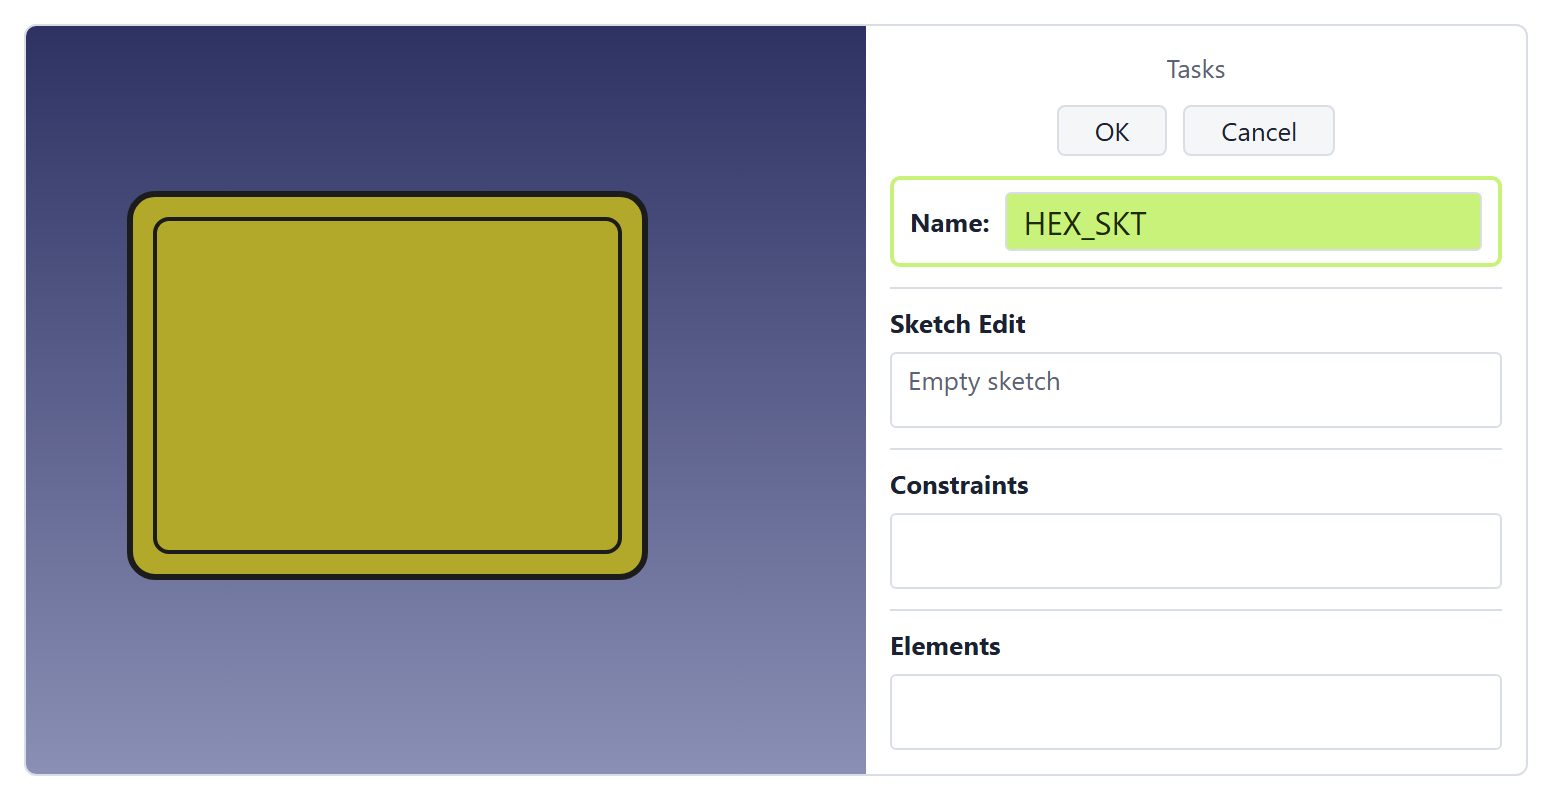 Tasks
OK Cancel
Name: HEX_SKT
Sketch Edit
Empty sketch
Constraints
Elements